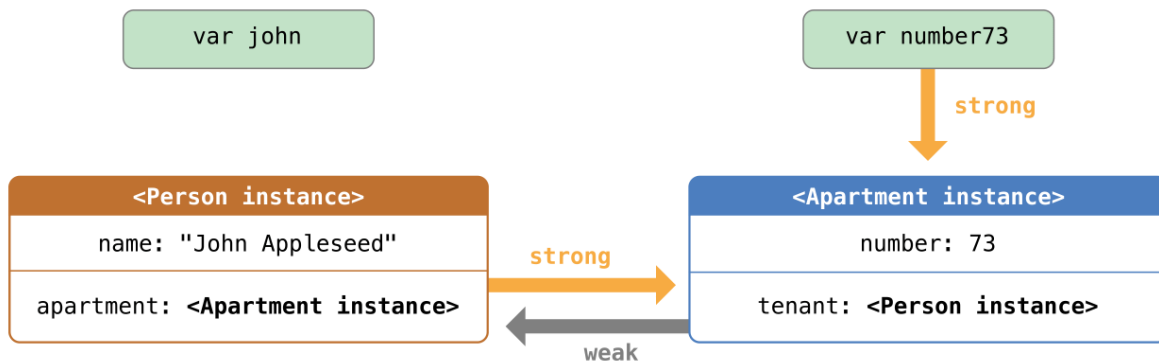 var john
var number73
strong
<Person instance>
name: "John Appleseed"
apartment: <Apartment instance>
strong
weak
<Apartment instance>
number: 73
tenant: <Person instance>